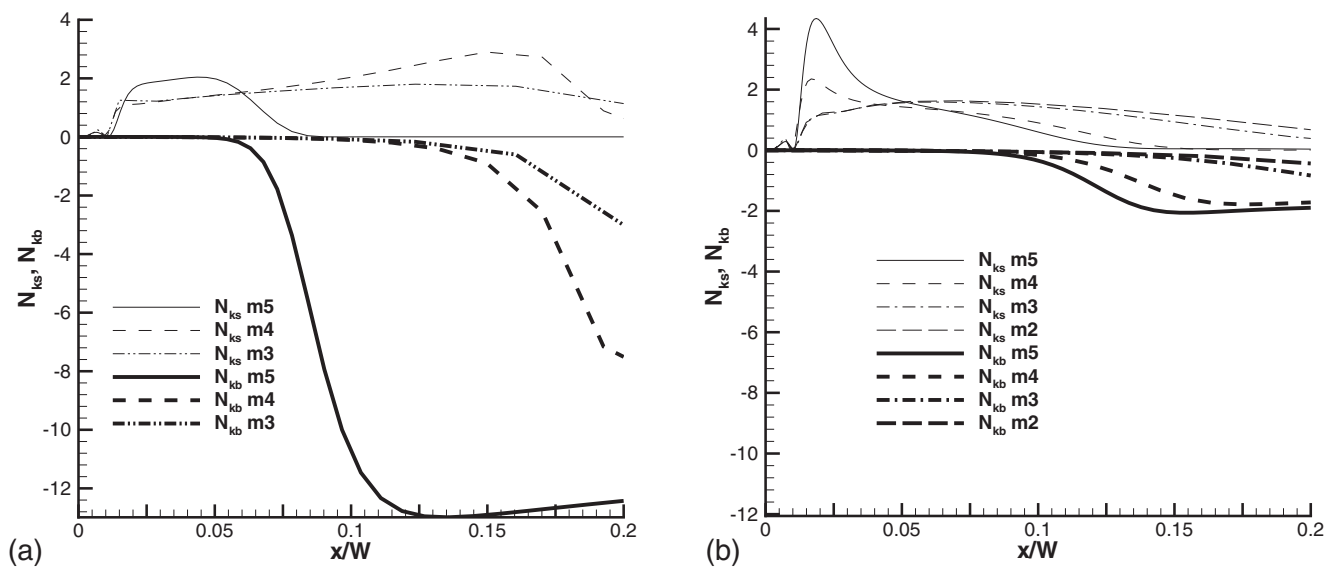 4
2
0
-2
-4
-6
-8
-10
-12
N_ks, N_kb
N_ks m5
N_ks m4
N_ks m3
N_kb m5
N_kb m4
N_kb m3
0 0.05 0.1 0.15 0.2
x/W
(a)
4
2
0
-2
-4
-6
-8
-10
-12
N_ks, N_kb
N_ks m5
N_ks m4
N_ks m3
N_ks m2
N_kb m5
N_kb m4
N_kb m3
N_kb m2
0 0.05 0.1 0.15 0.2
x/W
(b)